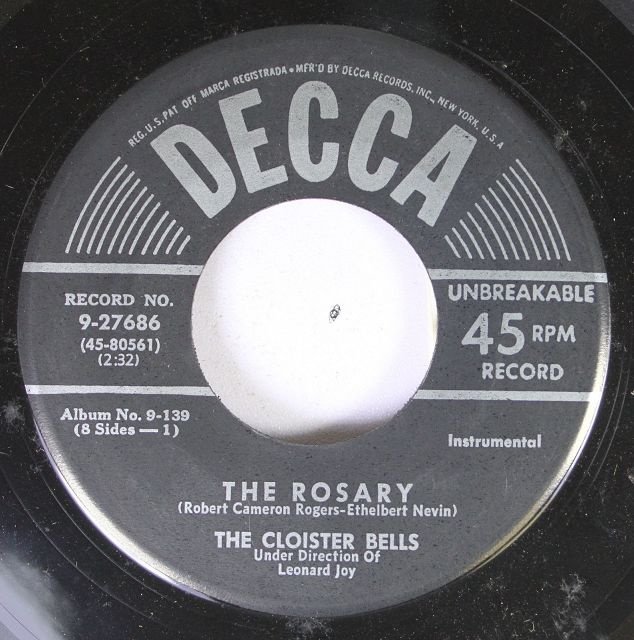 REG. U.S. PAT OFF MARCA REGISTRADA • MFR'D BY DECCA RECORDS, INC., NEW YORK, U.S.A
DECCA
RECORD NO.
9-27686
(45-80561)
(2:32)
UNBREAKABLE
45 RPM
RECORD
Album No. 9-139
(8 Sides — 1)
Instrumental
THE ROSARY
(Robert Cameron Rogers-Ethelbert Nevin)
THE CLOISTER BELLS
Under Direction Of
Leonard Joy